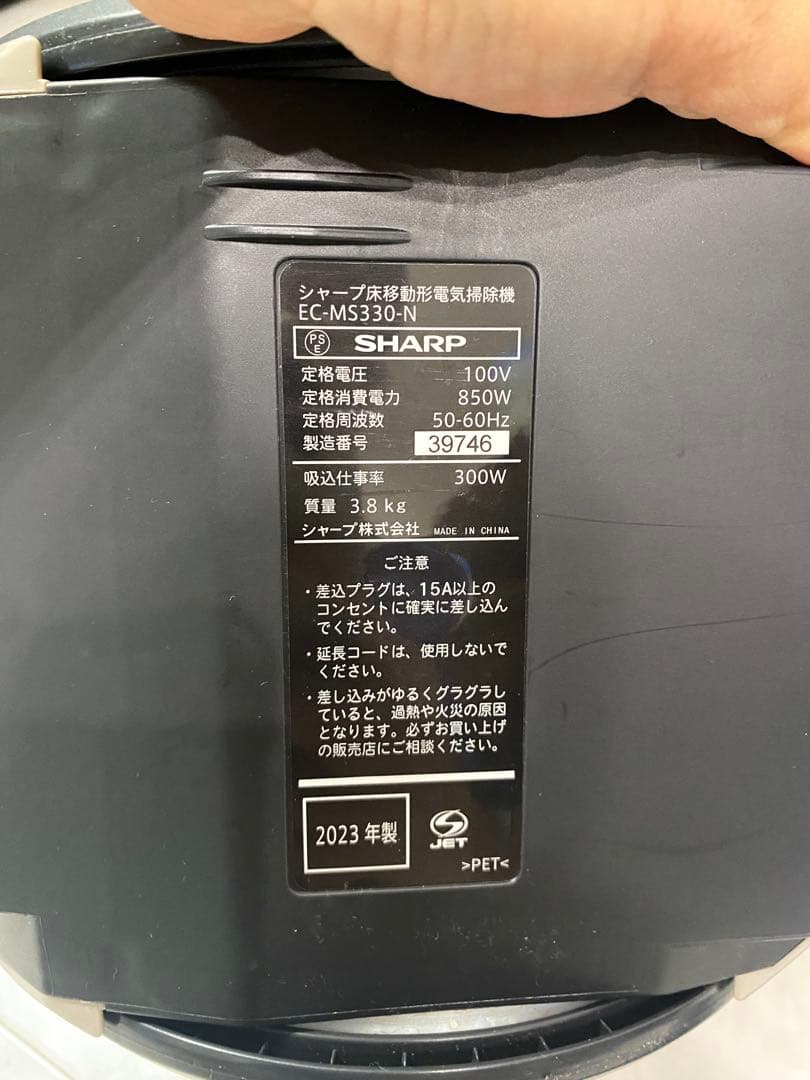 シャープ床移動形電気掃除機
EC-MS330-N
PS
E
SHARP
定格電圧 100V
定格消費電力 850W
定格周波数 50-60Hz
製造番号 39746
吸込仕事率 300W
質量 3.8 kg
シャープ株式会社 MADE IN CHINA
ご注意
・差込プラグは、15A以上の
コンセントに確実に差し込ん
でください。
・延長コードは、使用しないで
ください。
・差し込みがゆるくグラグラし
ていると、過熱や火災の原因
となります。必ずお買い上げ
の販売店にご相談ください。
2023 年製
JET
>PET<